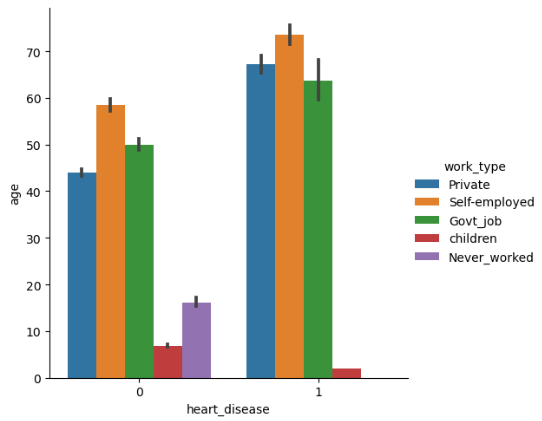 70
60
50
40
30
20
10
0
age
0
1
heart_disease
work_type
Private
Self-employed
Govt_job
children
Never_worked